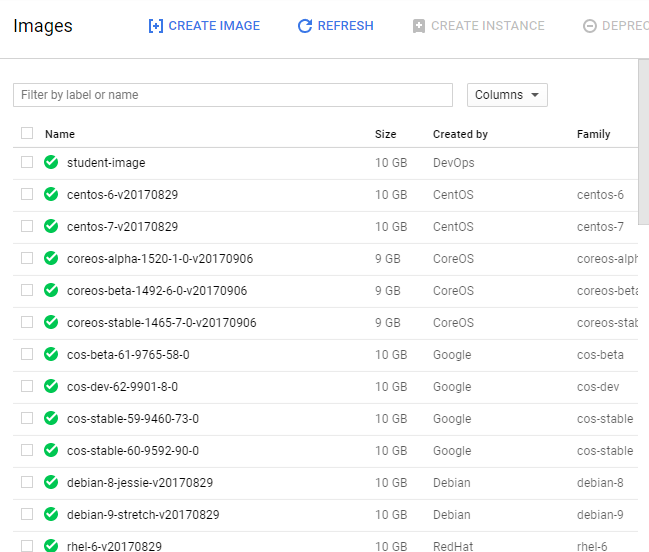 Images CREATE IMAGE REFRESH CREATE INSTANCE DEPREC
Filter by label or name Columns
Name Size Created by Family
student-image 10 GB DevOps
centos-6-v20170829 10 GB CentOS centos-6
centos-7-v20170829 10 GB CentOS centos-7
coreos-alpha-1520-1-0-v20170906 9 GB CoreOS coreos-alph
coreos-beta-1492-6-0-v20170906 9 GB CoreOS coreos-beta
coreos-stable-1465-7-0-v20170906 9 GB CoreOS coreos-stab
cos-beta-61-9765-58-0 10 GB Google cos-beta
cos-dev-62-9901-8-0 10 GB Google cos-dev
cos-stable-59-9460-73-0 10 GB Google cos-stable
cos-stable-60-9592-90-0 10 GB Google cos-stable
debian-8-jessie-v20170829 10 GB Debian debian-8
debian-9-stretch-v20170829 10 GB Debian debian-9
rhel-6-v20170829 10 GB RedHat rhel-6